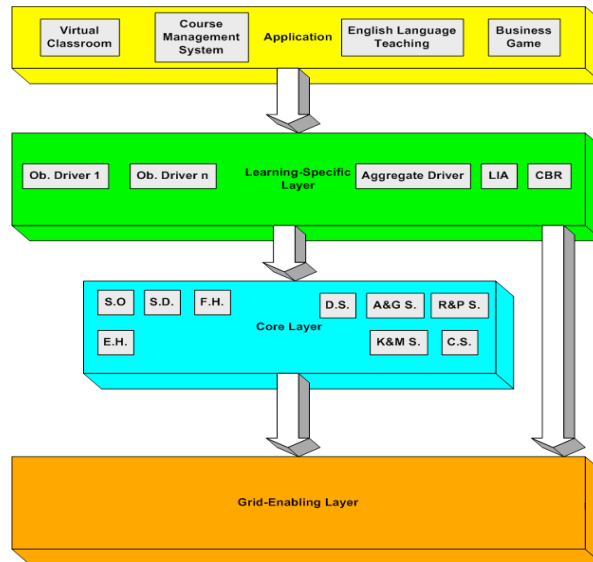 Virtual
Classroom
Course
Management
System
Application
English Language
Teaching
Business
Game
Ob. Driver 1
Ob. Driver n
Learning-Specific
Layer
Aggregate Driver
LIA
CBR
S.O
S.D.
F.H.
D.S.
A&G S.
R&P S.
Core Layer
E.H.
K&M S.
C.S.
Grid-Enabling Layer